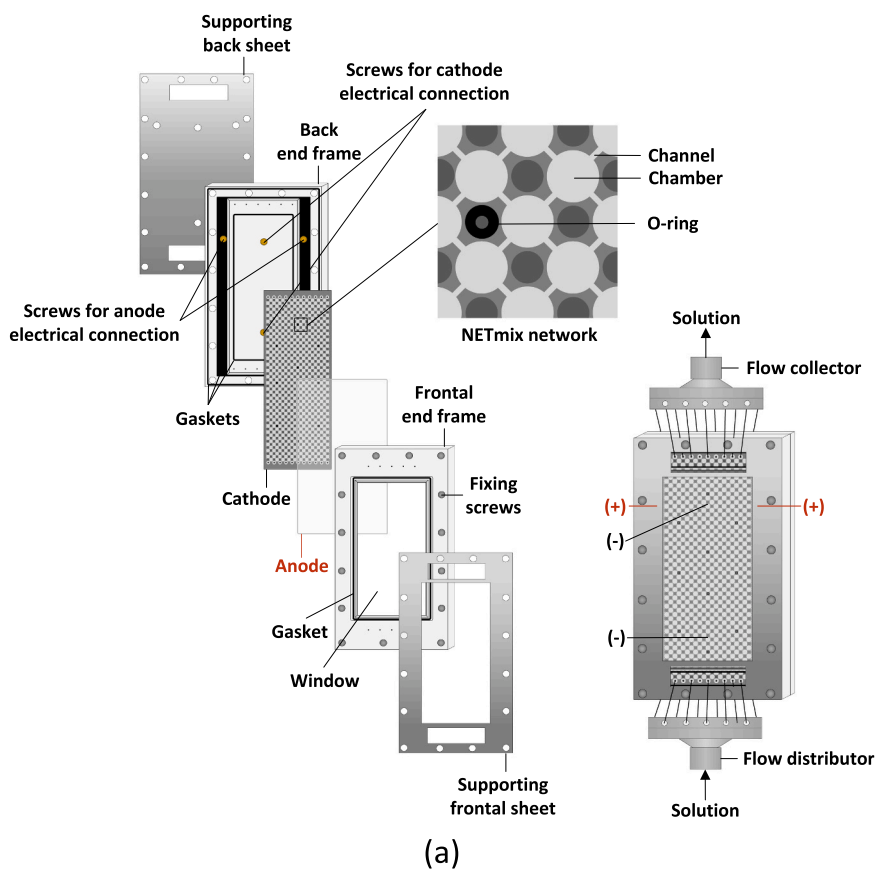 Supporting
back sheet
Screws for cathode
electrical connection
Back
end frame
Channel
Chamber
O-ring
NETmix network
Screws for anode
electrical connection
Gaskets
Cathode
Anode
Frontal
end frame
Fixing
screws
Gasket
Window
Supporting
frontal sheet
Solution
Flow collector
(+)
(+)
(-)
(-)
Flow distributor
Solution
(a)